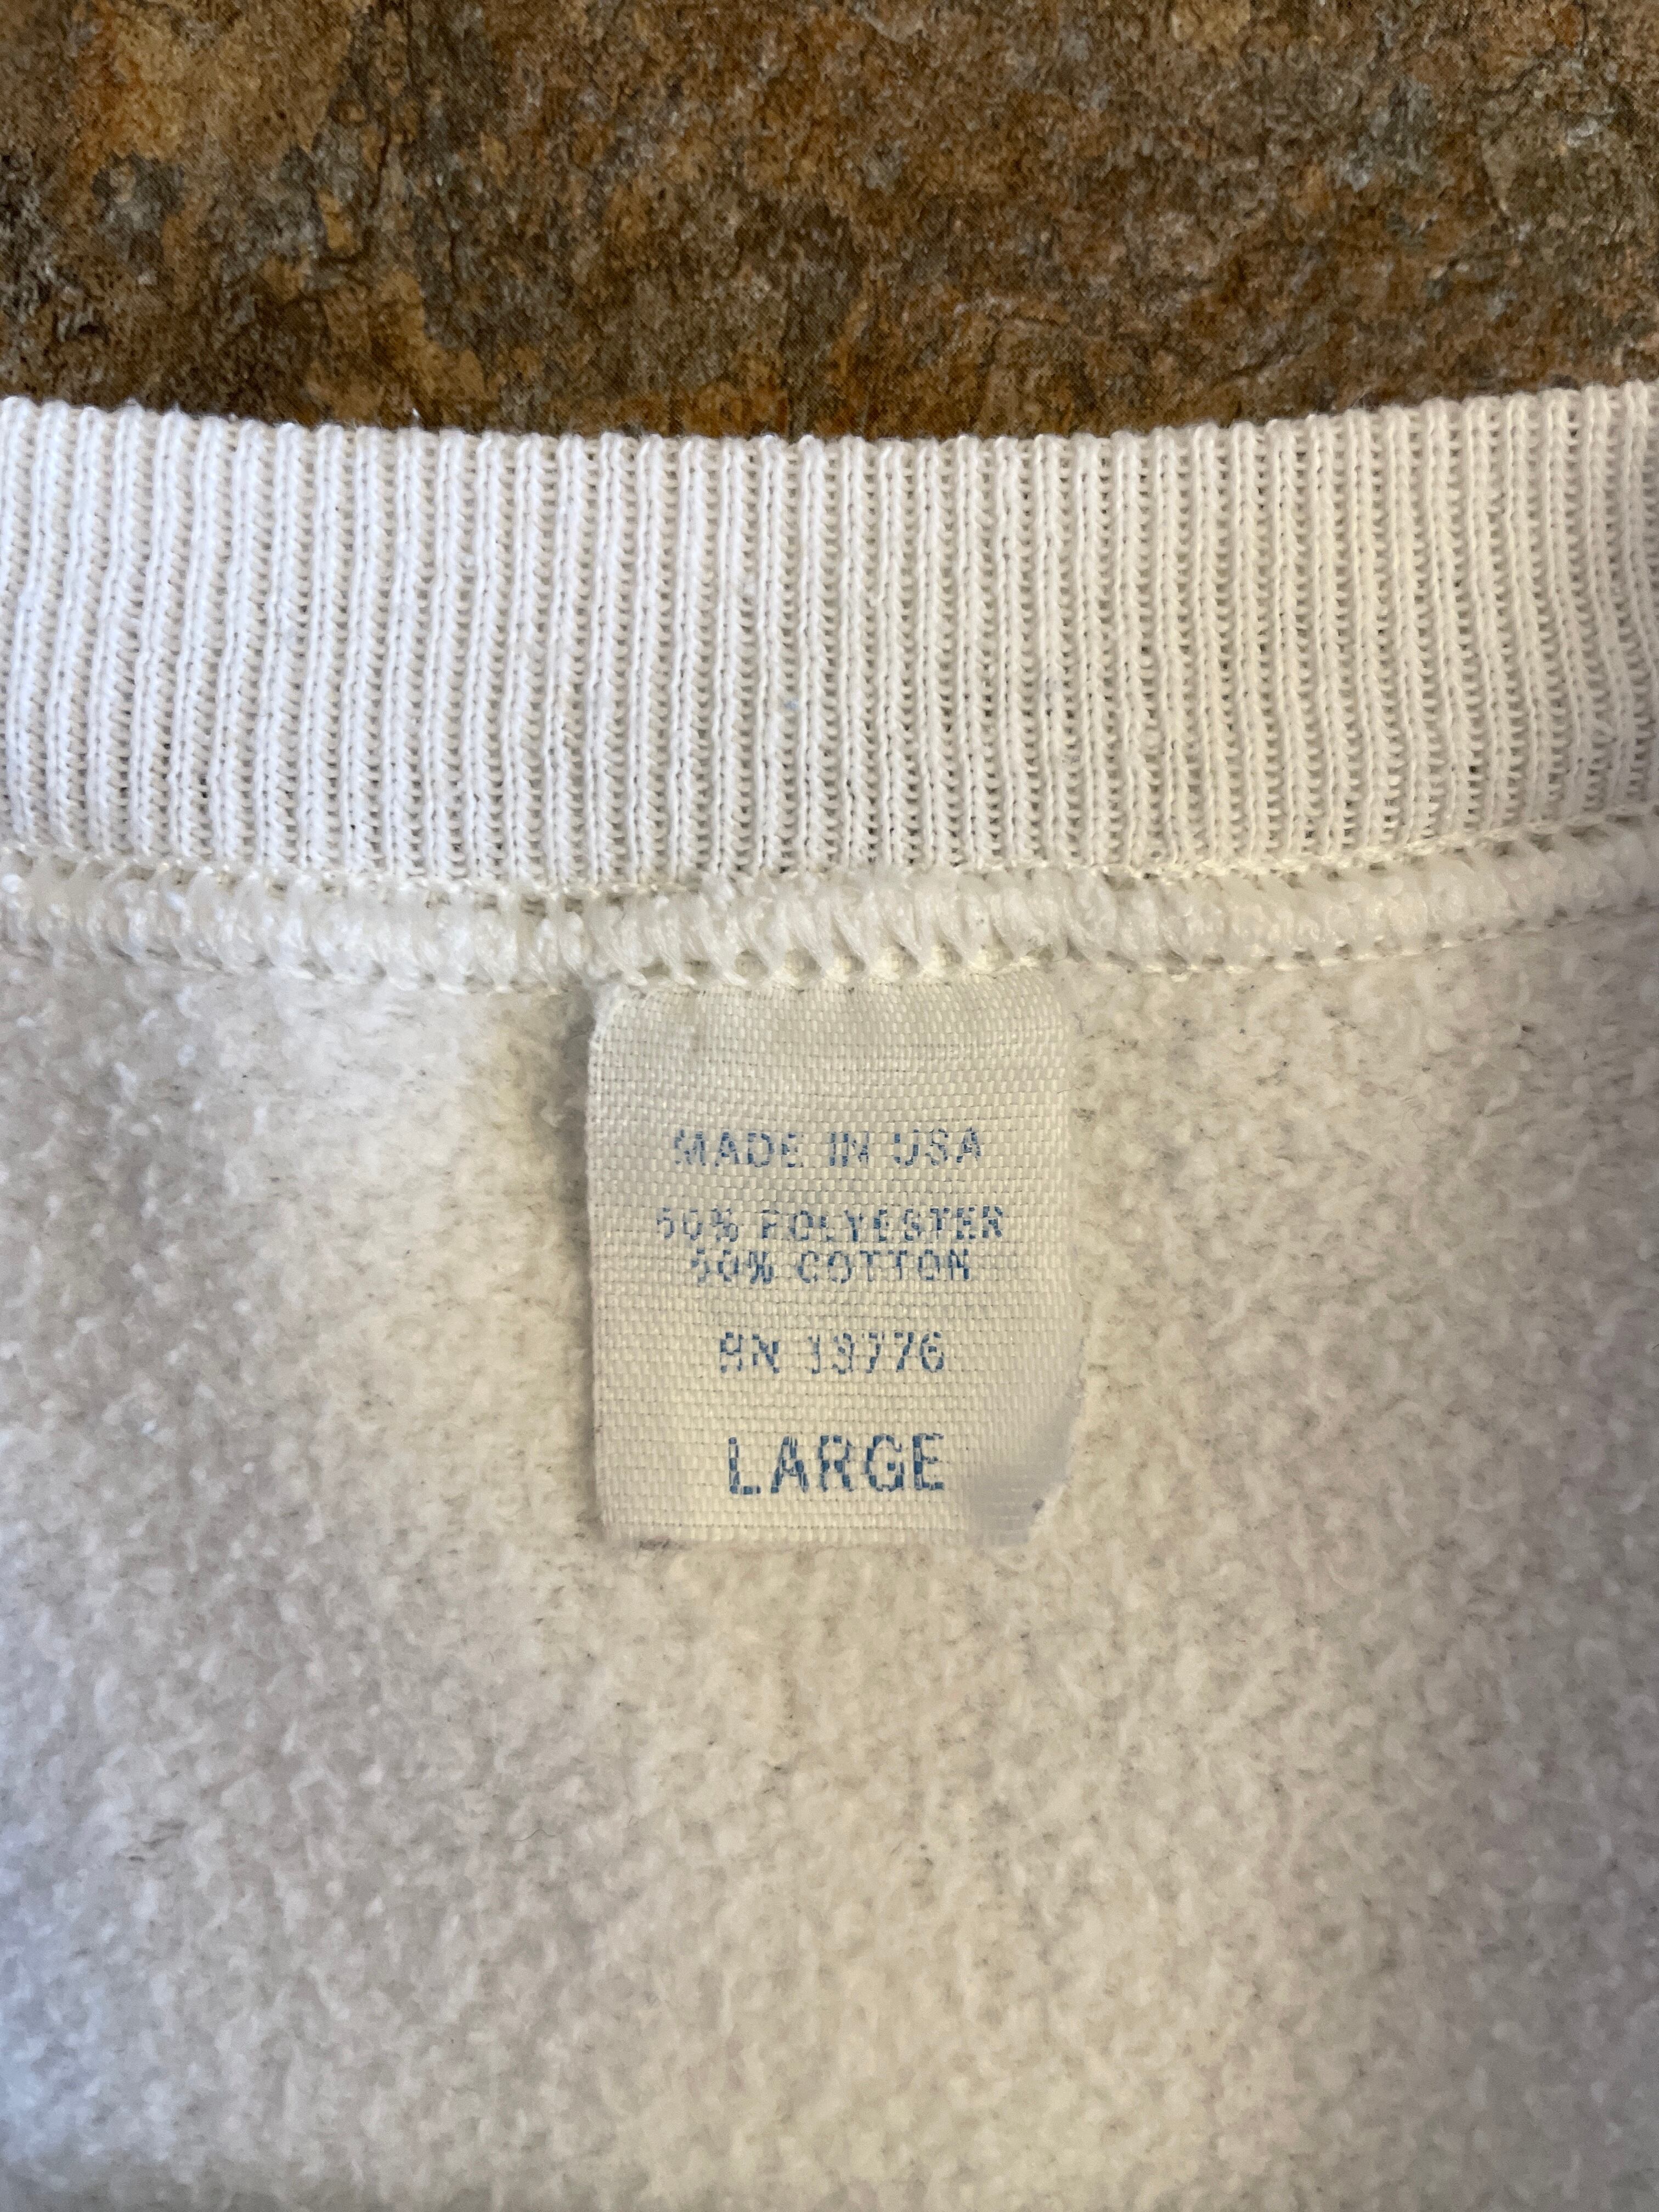 MADE IN USA
50% POLYESTER
50% COTTON
RN 13776
LARGE